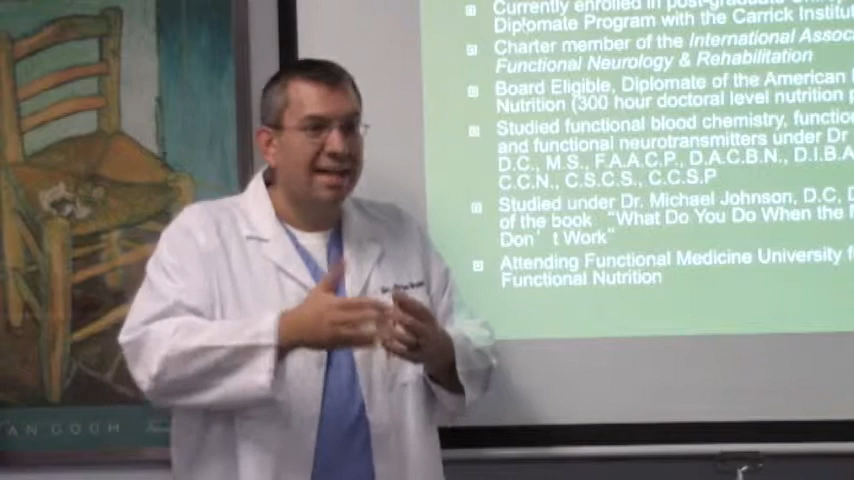 Currently enrolled in post-graduate
Diplomate Program with the Carrick Institut
Charter member of the International Assoc
Functional Neurology & Rehabilitation
Board Eligible, Diplomate of the American
Nutrition (300 hour doctoral level nutrition
Studied functional blood chemistry, functio
and functional neurotransmitters under Dr
D.C., M.S., F.A.A.C.P., D.A.C.B.N., D.I.B.A
C.C.N., C.S.C.S., C.C.S.P
Studied under Dr. Michael Johnson, D.C,
of the book “What Do You Do When the
Don’t Work”
Attending Functional Medicine University
Functional Nutrition
AN GOGH
Dr.